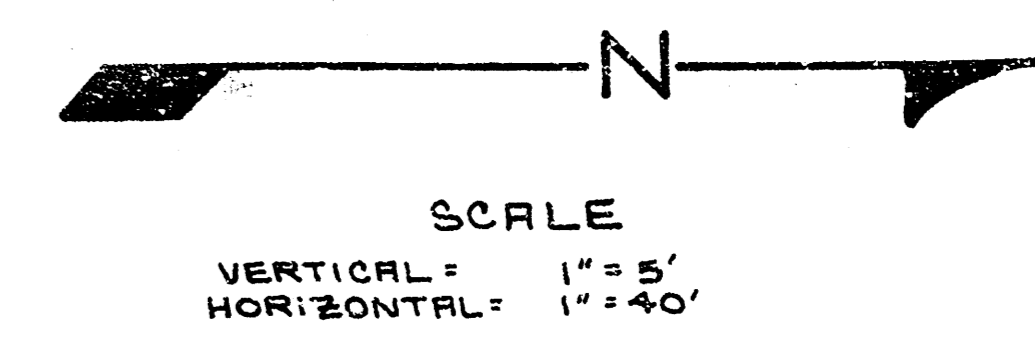 N
SCALE
VERTICAL = 1" = 5'
HORIZONTAL = 1" = 40'